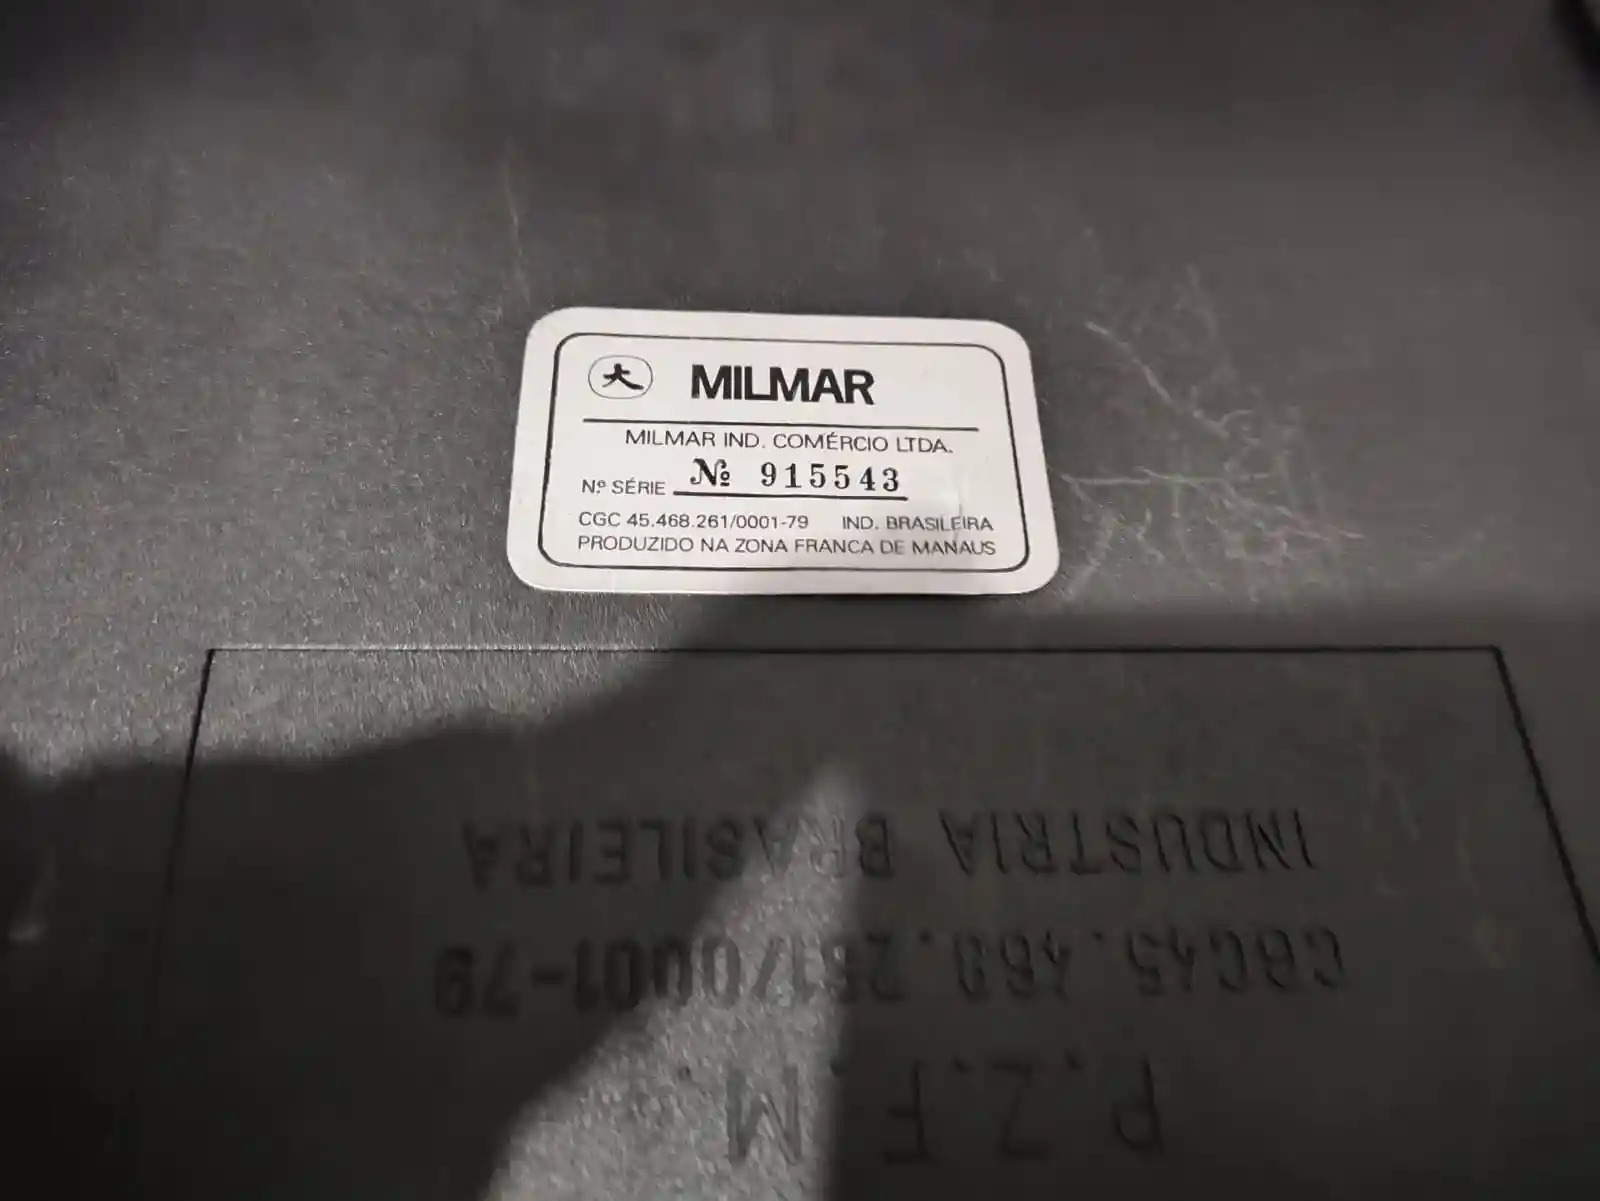 大 MILMAR
MILMAR IND. COMÉRCIO LTDA.
N.º SÉRIE № 915543
CGC 45.468.261/0001-79 IND. BRASILEIRA
PRODUZIDO NA ZONA FRANCA DE MANAUS
P.Z.F.M
CGC45.468.261/0001-79
INDUSTRIA BRASILEIRA